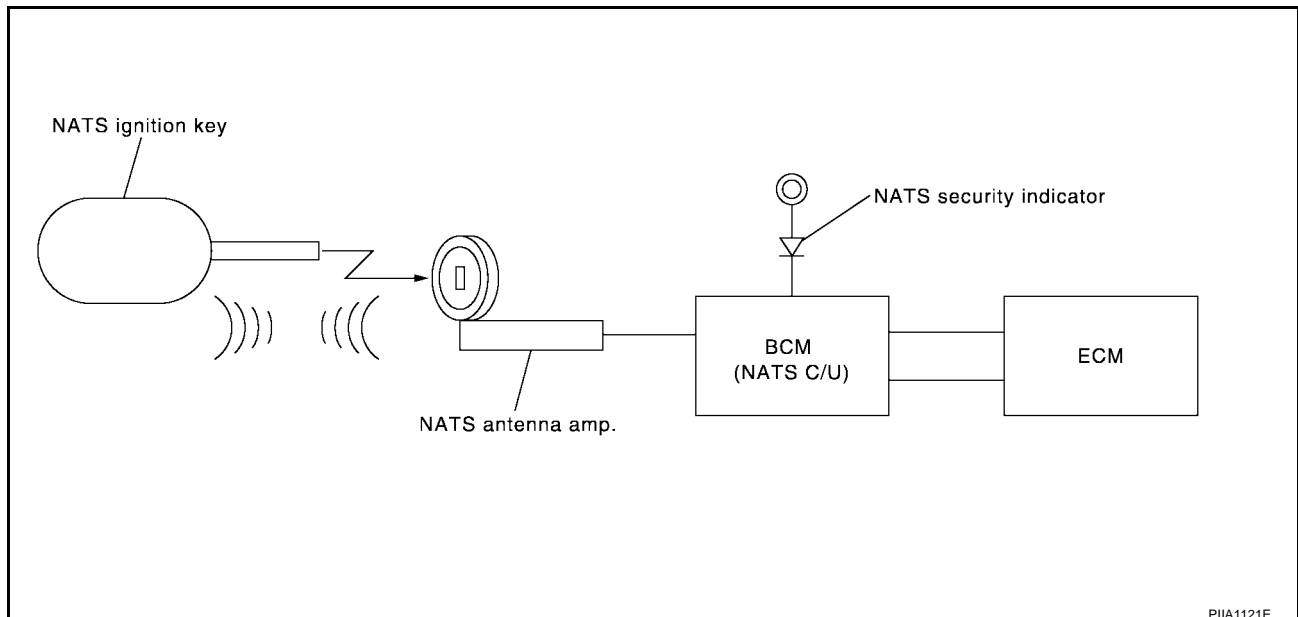 NATS ignition key
NATS security indicator
BCM
(NATS C/U)
ECM
NATS antenna amp.
PIIA1121E